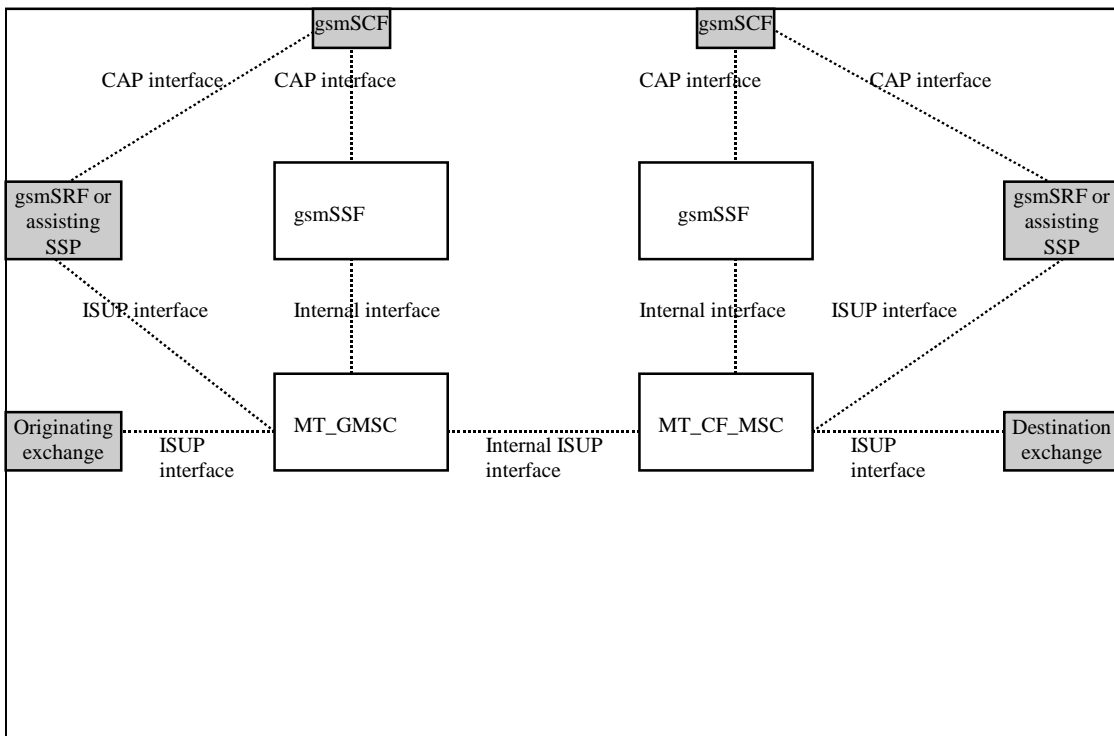 gsmSCF
gsmSCF
CAP interface
CAP interface
CAP interface
CAP interface
gsmSRF or
assisting
SSP
gsmSSF
gsmSSF
gsmSRF or
assisting
SSP
ISUP interface
Internal interface
Internal interface
ISUP interface
Originating
exchange
ISUP
interface
MT_GMSC
Internal ISUP
interface
MT_CF_MSC
ISUP
interface
Destination
exchange